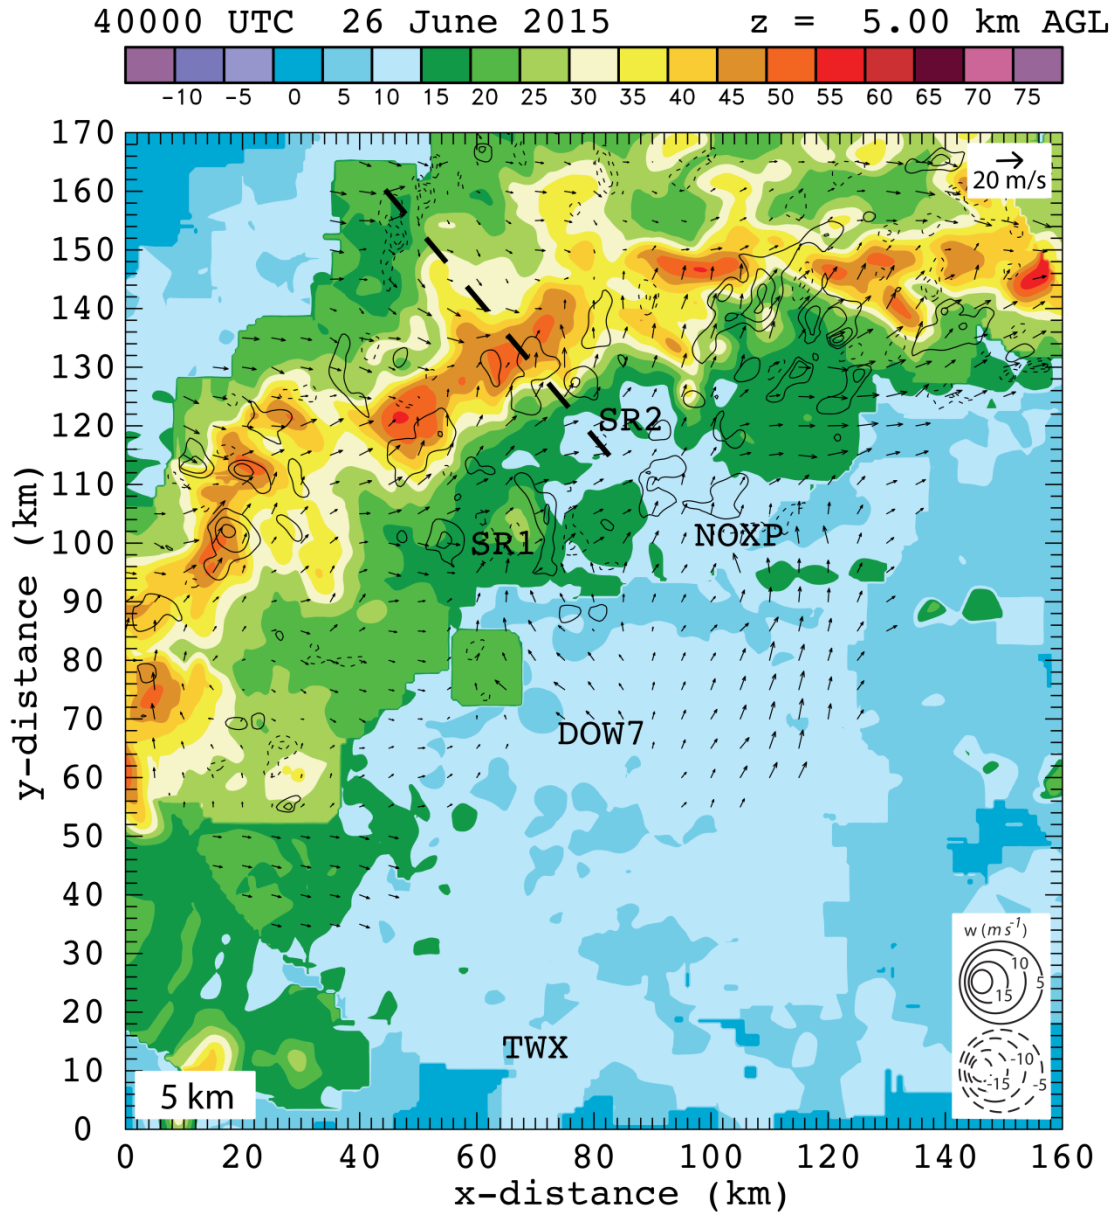 40000 UTC 26 June 2015 z = 5.00 km AGL
-10 -5 0 5 10 15 20 25 30 35 40 45 50 55 60 65 70 75
170
160
150
140
130
120
110
100
90
80
70
60
50
40
30
20
10
0
y-distance (km)
20 m/s
SR2
SR1
NOXP
DOW7
TWX
w (m s⁻¹)
10
5
15
-10
-15
-5
5 km
0 20 40 60 80 100 120 140 160
x-distance (km)